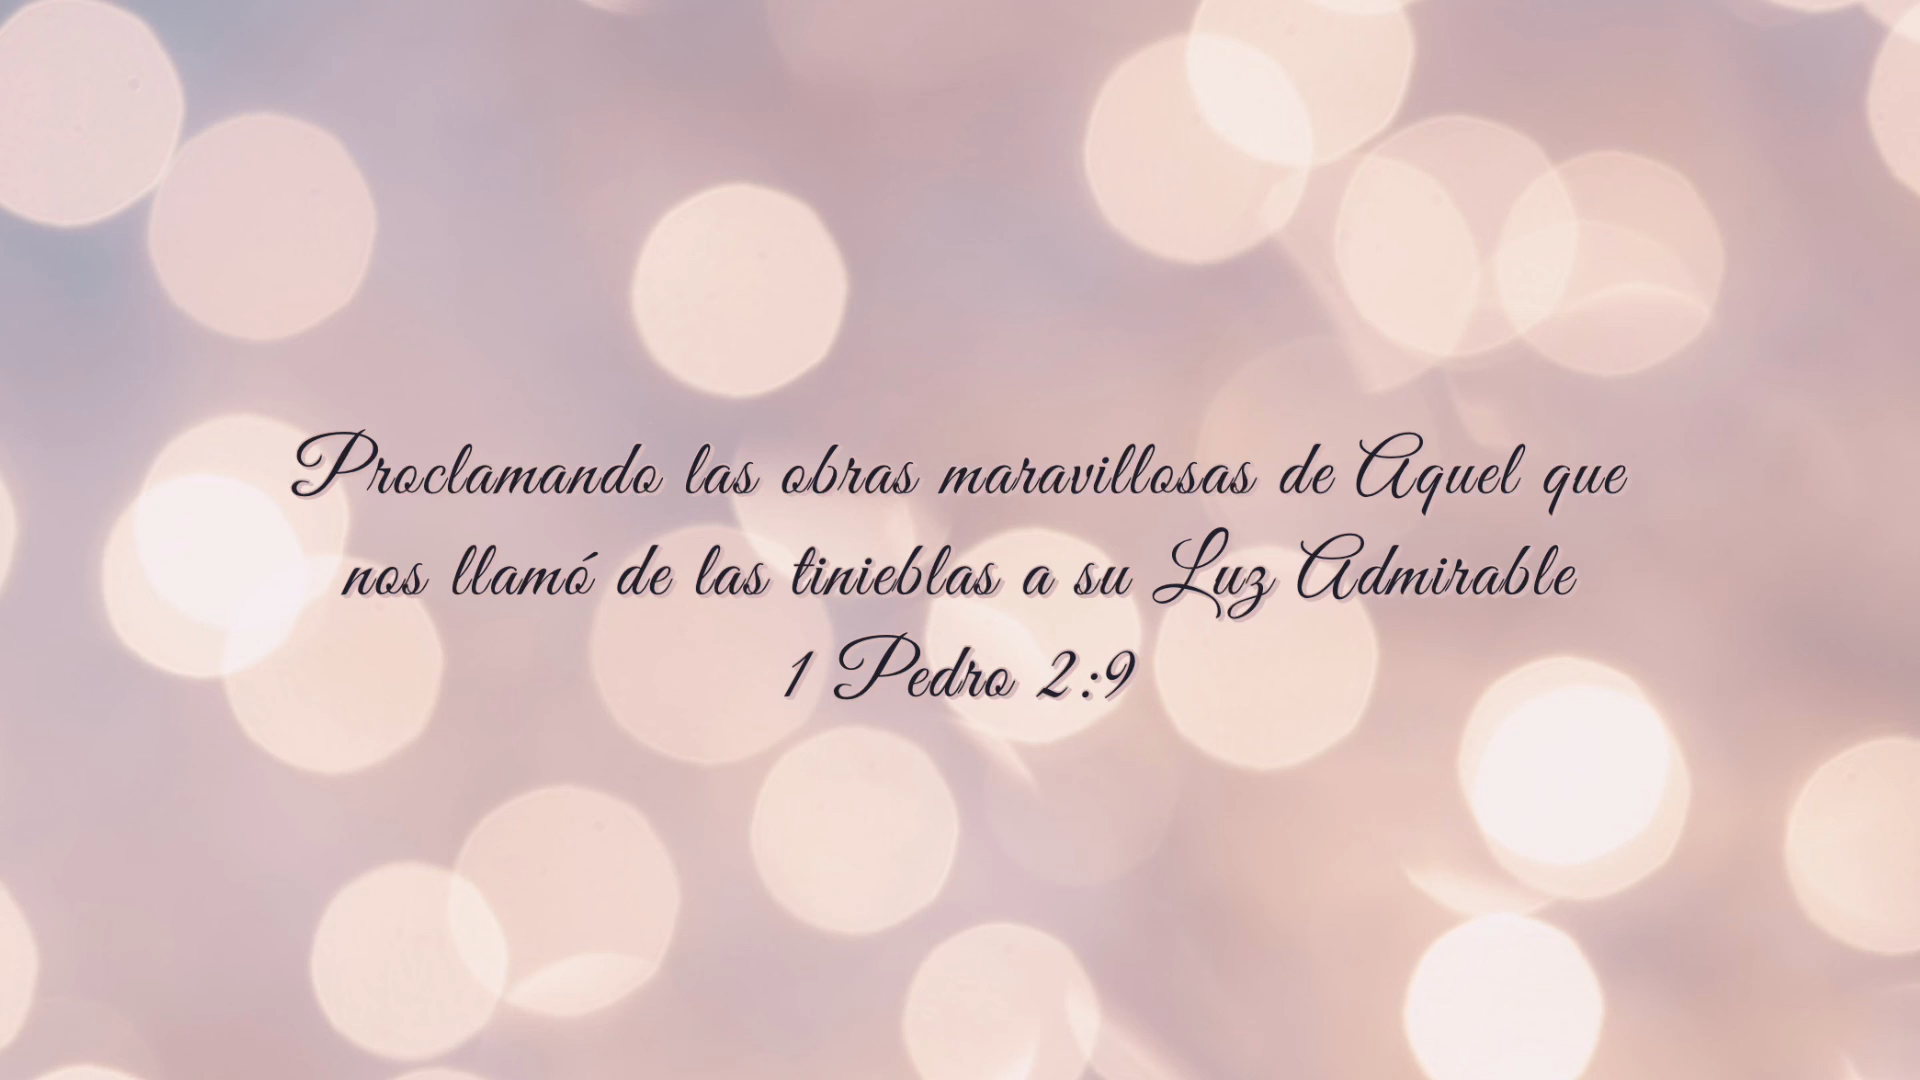 Proclamando las obras maravillosas de Aquel que
nos llamó de las tinieblas a su Luz Admirable
1 Pedro 2:9